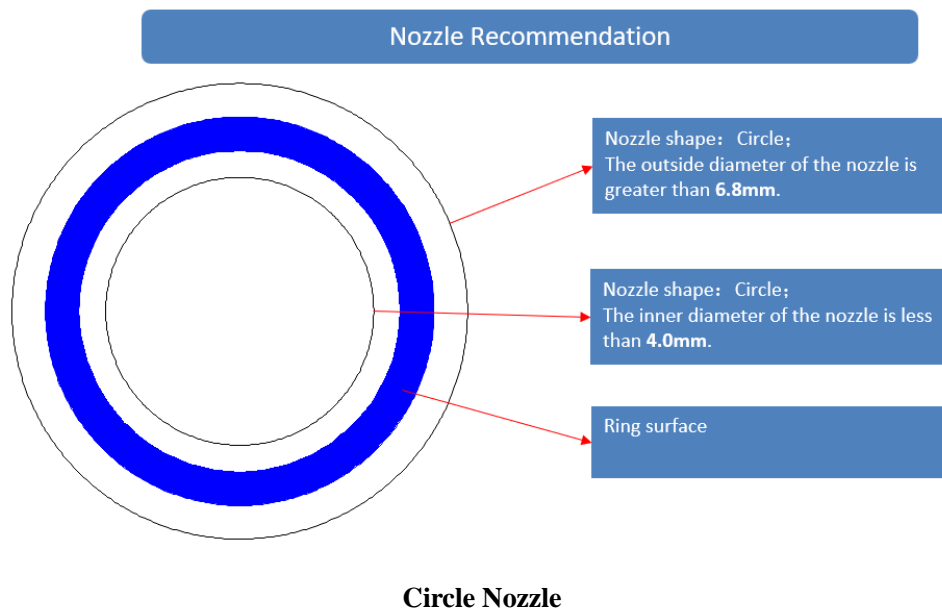 Nozzle Recommendation
Nozzle shape： Circle；
The outside diameter of the nozzle is
greater than 6.8mm.
Nozzle shape： Circle；
The inner diameter of the nozzle is less
than 4.0mm.
Ring surface
Circle Nozzle